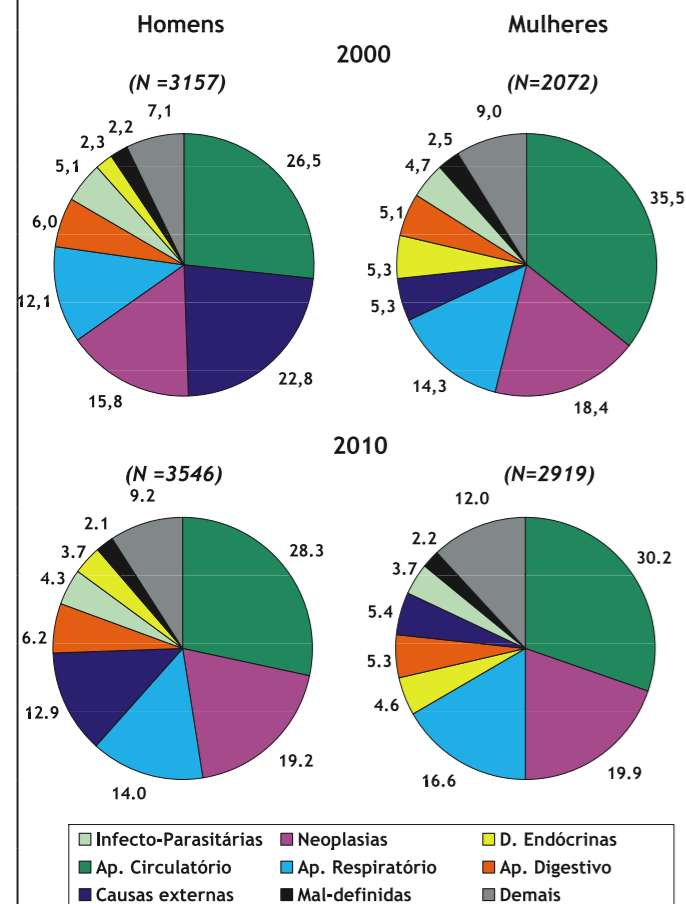 Homens Mulheres
2000
(N =3157) (N=2072)
7,1 9,0
2,2 2,5
2,3 4,7
5,1 26,5 35,5
6,0 5,1
12,1 5,3
5,3
22,8 14,3
15,8 18,4
2010
(N =3546) (N=2919)
9.2 12.0
2.1 2.2
3.7 28.3 3.7 30.2
4.3 5.4
6.2 5.3
12.9 4.6
19.2 19.9
14.0 16.6
Infecto-Parasitárias Neoplasias D. Endócrinas
Ap. Circulatório Ap. Respiratório Ap. Digestivo
Causas externas Mal-definidas Demais